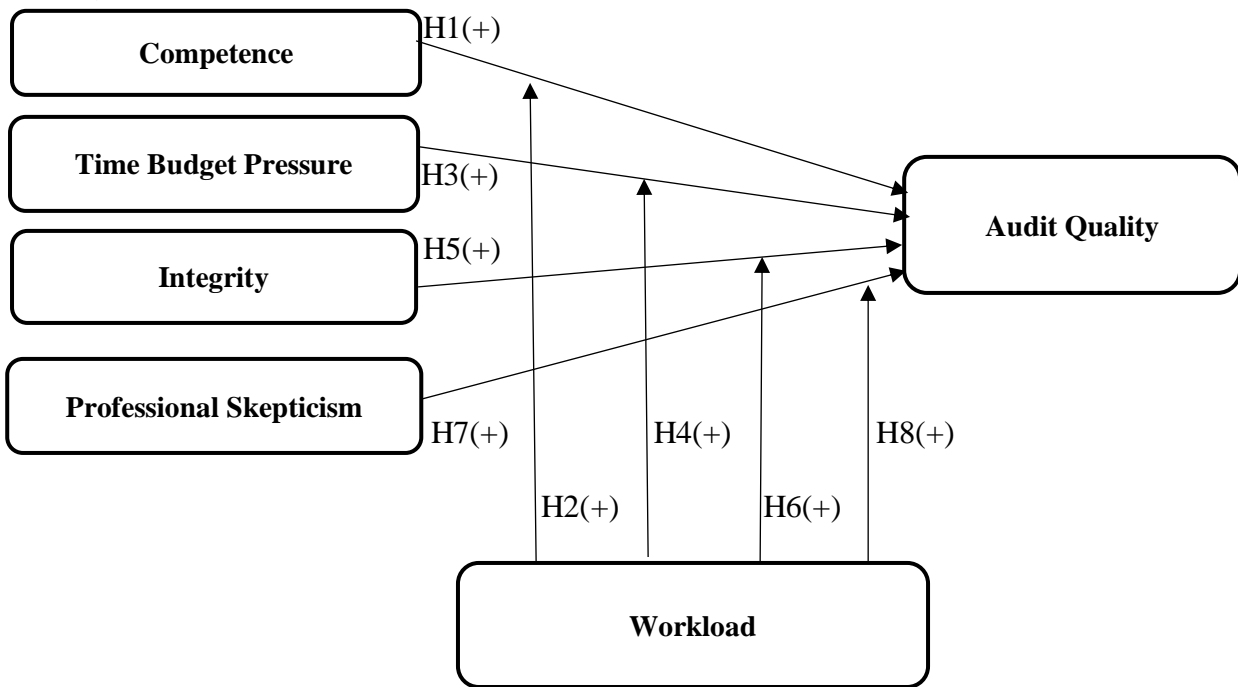 H1(+)
Competence
Time Budget Pressure
H3(+)
Audit Quality
H5(+)
Integrity
Professional Skepticism
H7(+)
H4(+)
H8(+)
H2(+)
H6(+)
Workload